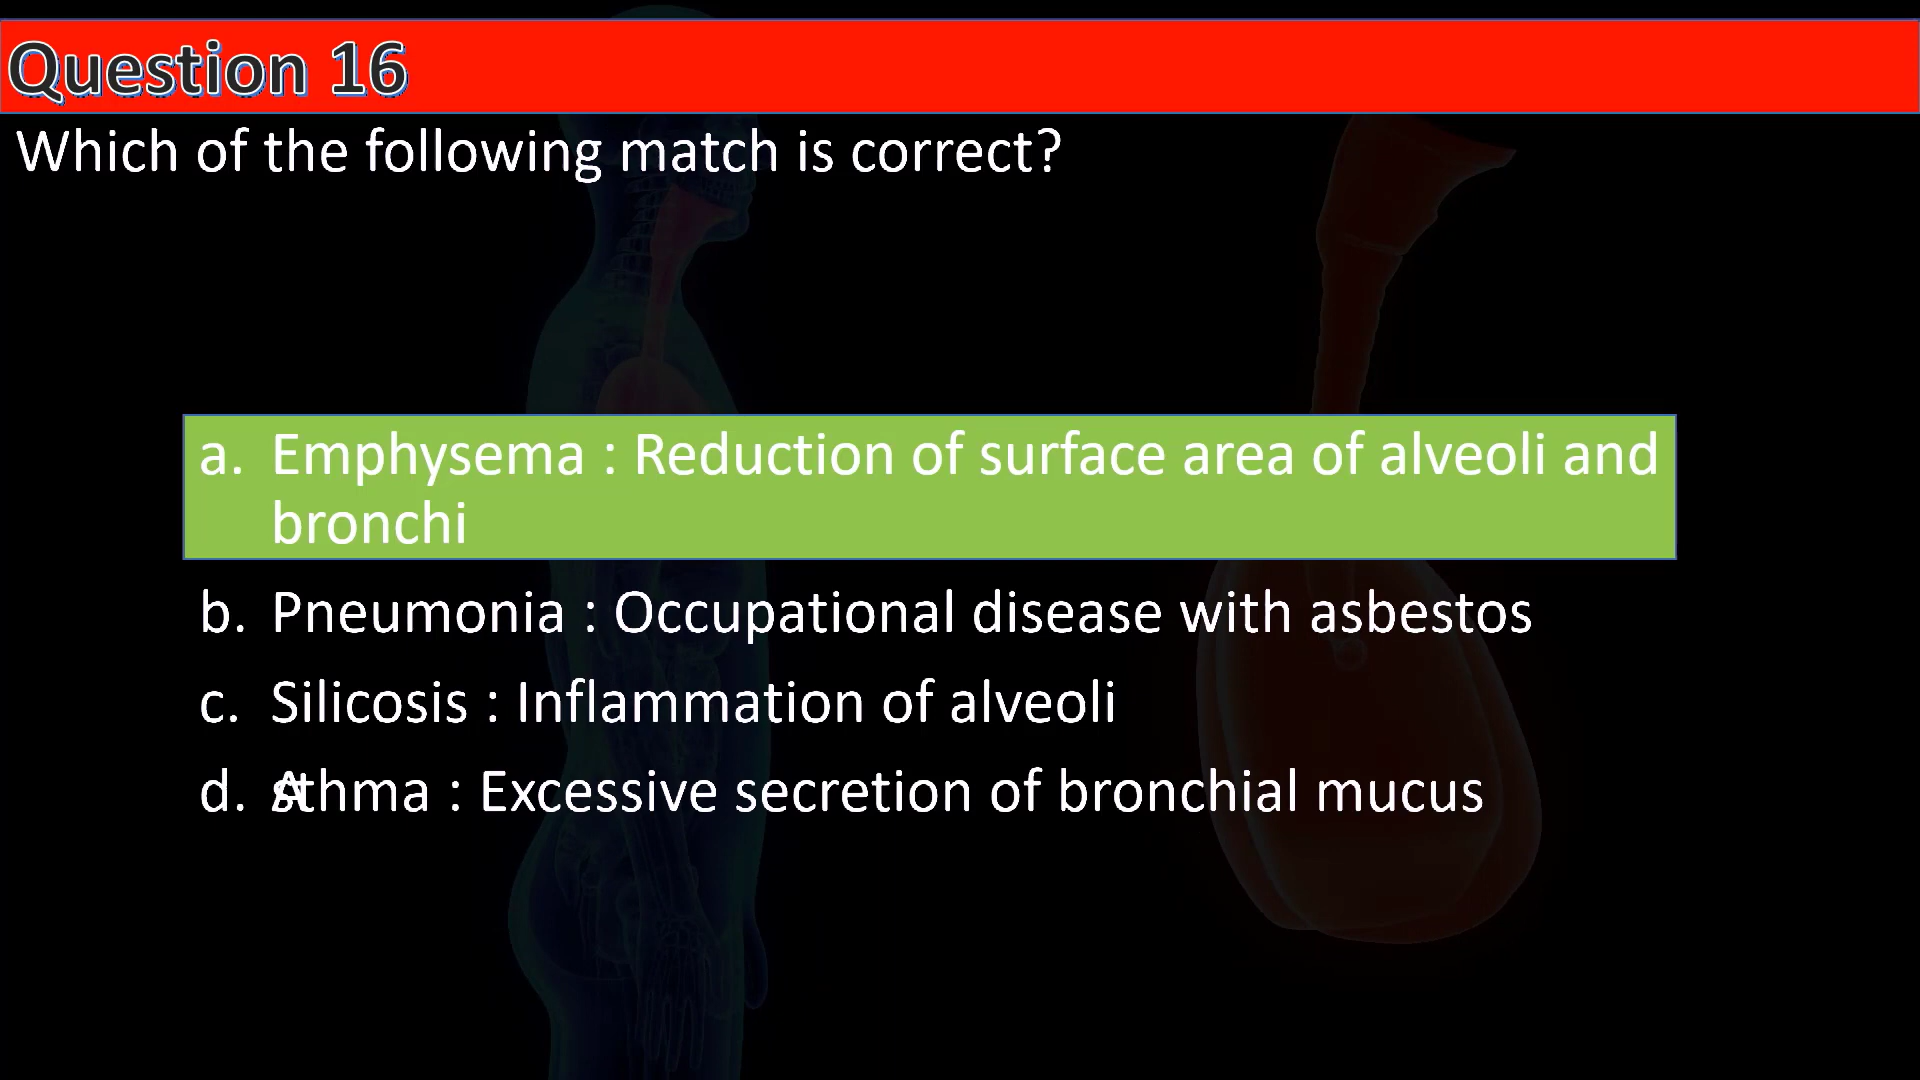 Question 16
Which of the following match is correct?
a. Emphysema : Reduction of surface area of alveoli and
bronchi
b. Pneumonia : Occupational disease with asbestos
c. Silicosis : Inflammation of alveoli
d. Asthma : Excessive secretion of bronchial mucus